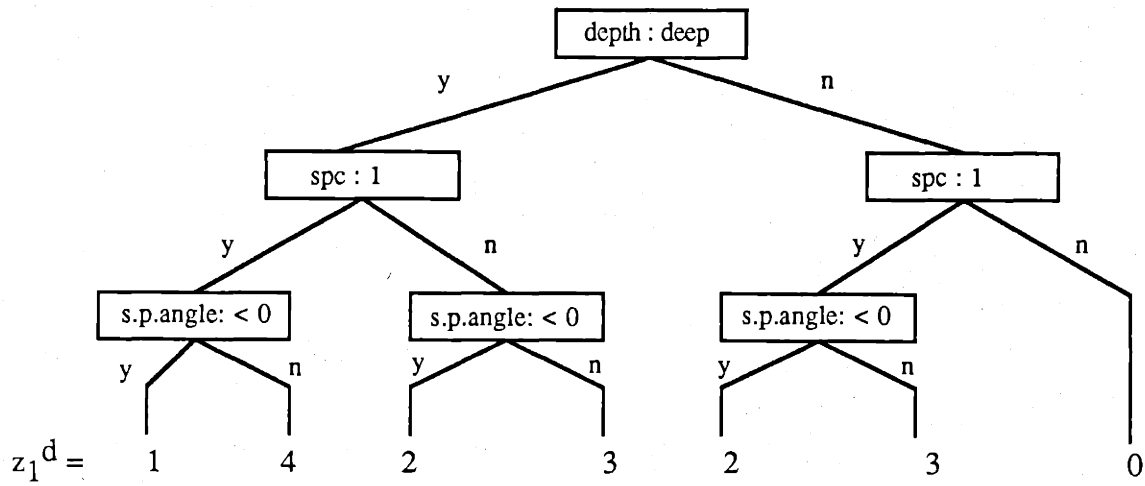 depth : deep
y n
spc : 1 spc : 1
y n y n
s.p.angle: < 0 s.p.angle: < 0 s.p.angle: < 0
y n y n y n
z₁ᵈ = 1 4 2 3 2 3 0